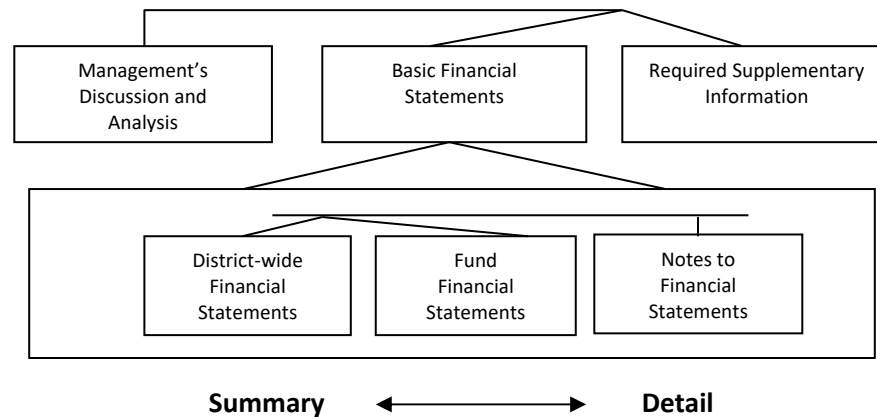 Management’s
Discussion and
Analysis
Basic Financial
Statements
Required Supplementary
Information
District-wide
Financial
Statements
Fund
Financial
Statements
Notes to
Financial
Statements
Summary
Detail